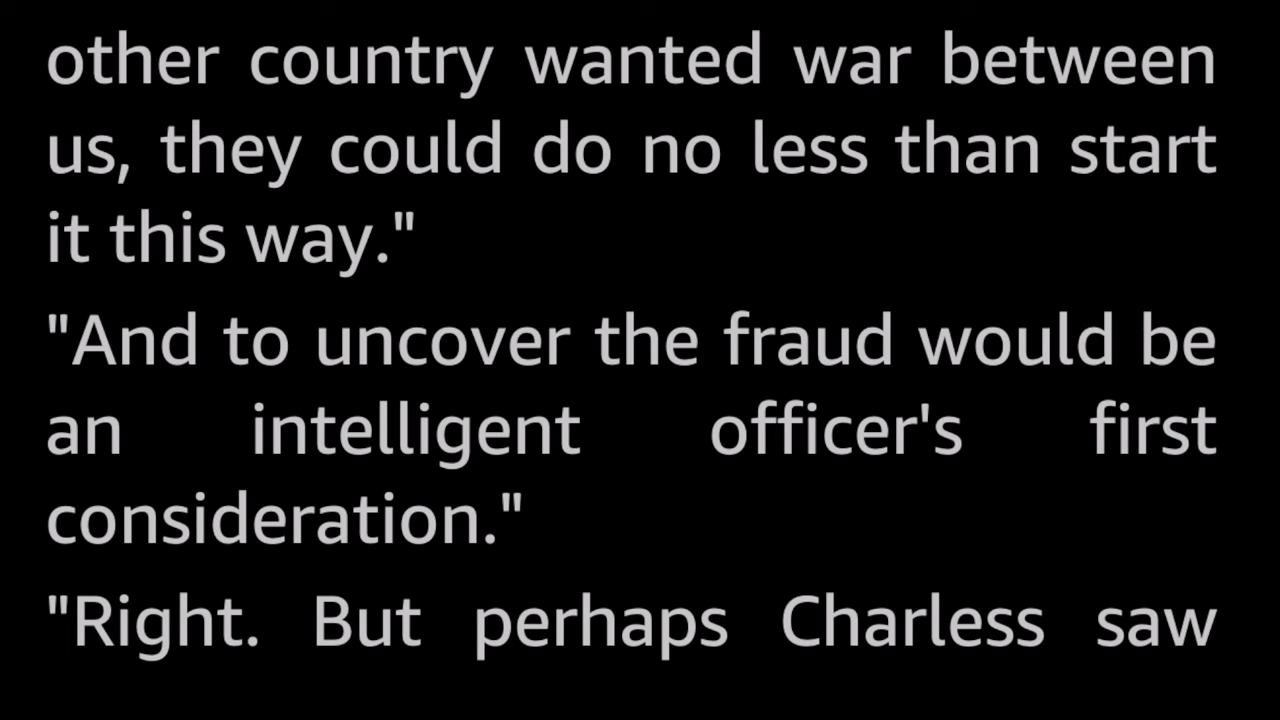 other country wanted war between
us, they could do no less than start
it this way."
"And to uncover the fraud would be
an intelligent officer's first
consideration."
"Right. But perhaps Charless saw